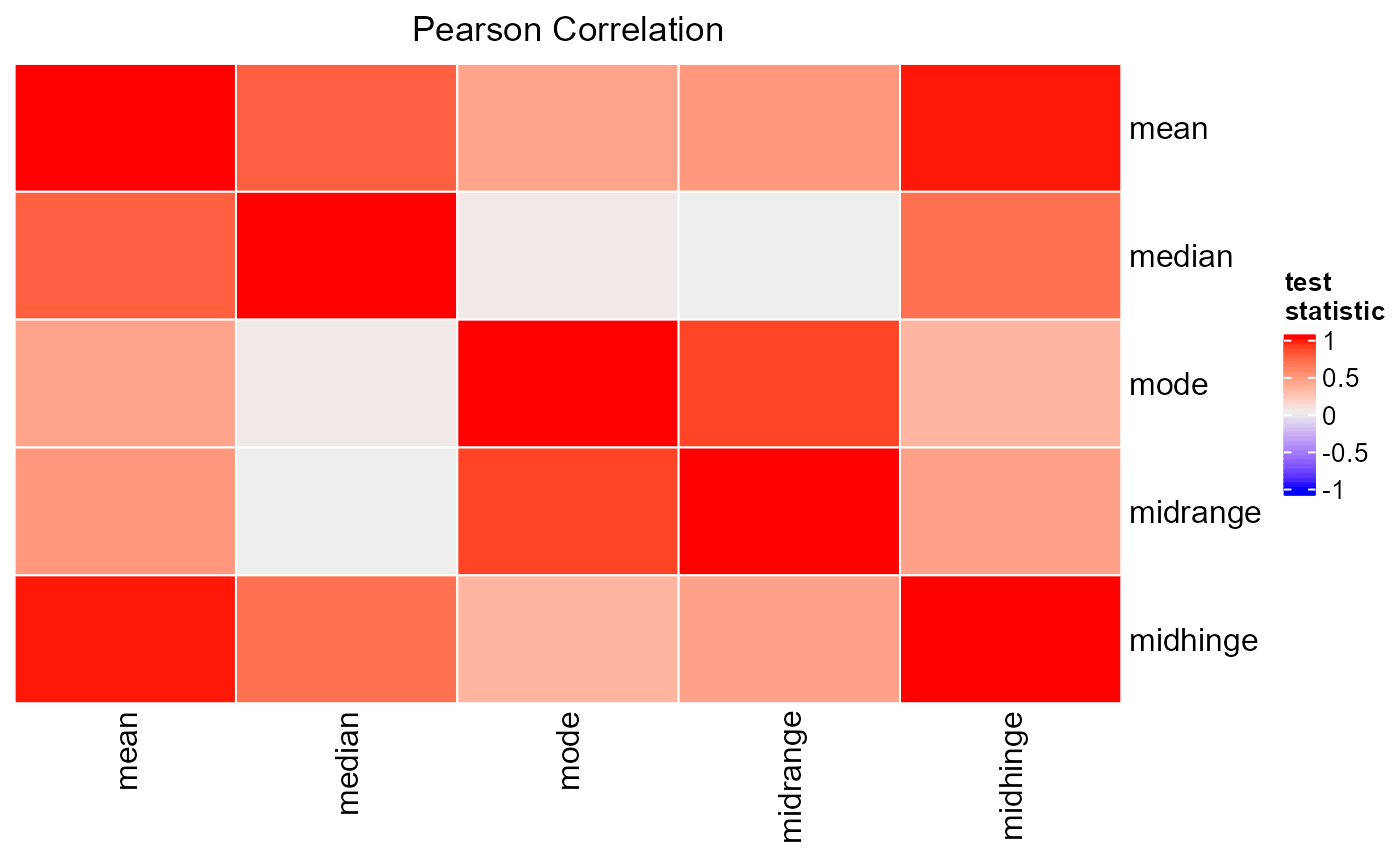 Pearson Correlation
mean
median
mode
midrange
midhinge
test
statistic
1
0.5
0
-0.5
-1
mean
median
mode
midrange
midhinge